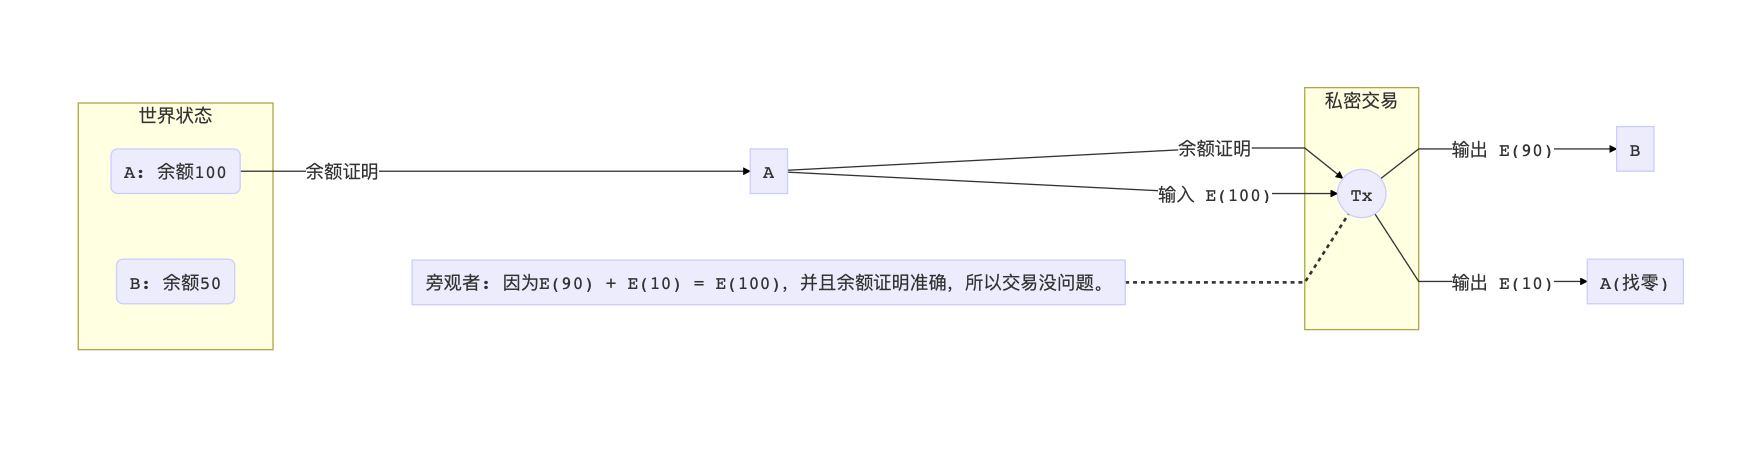 世界状态
A: 余额100
B: 余额50
余额证明
A
余额证明
输入 E(100)
旁观者: 因为E(90) + E(10) = E(100)，并且余额证明准确，所以交易没问题。
私密交易
Tx
输出 E(90)
B
输出 E(10)
A(找零)